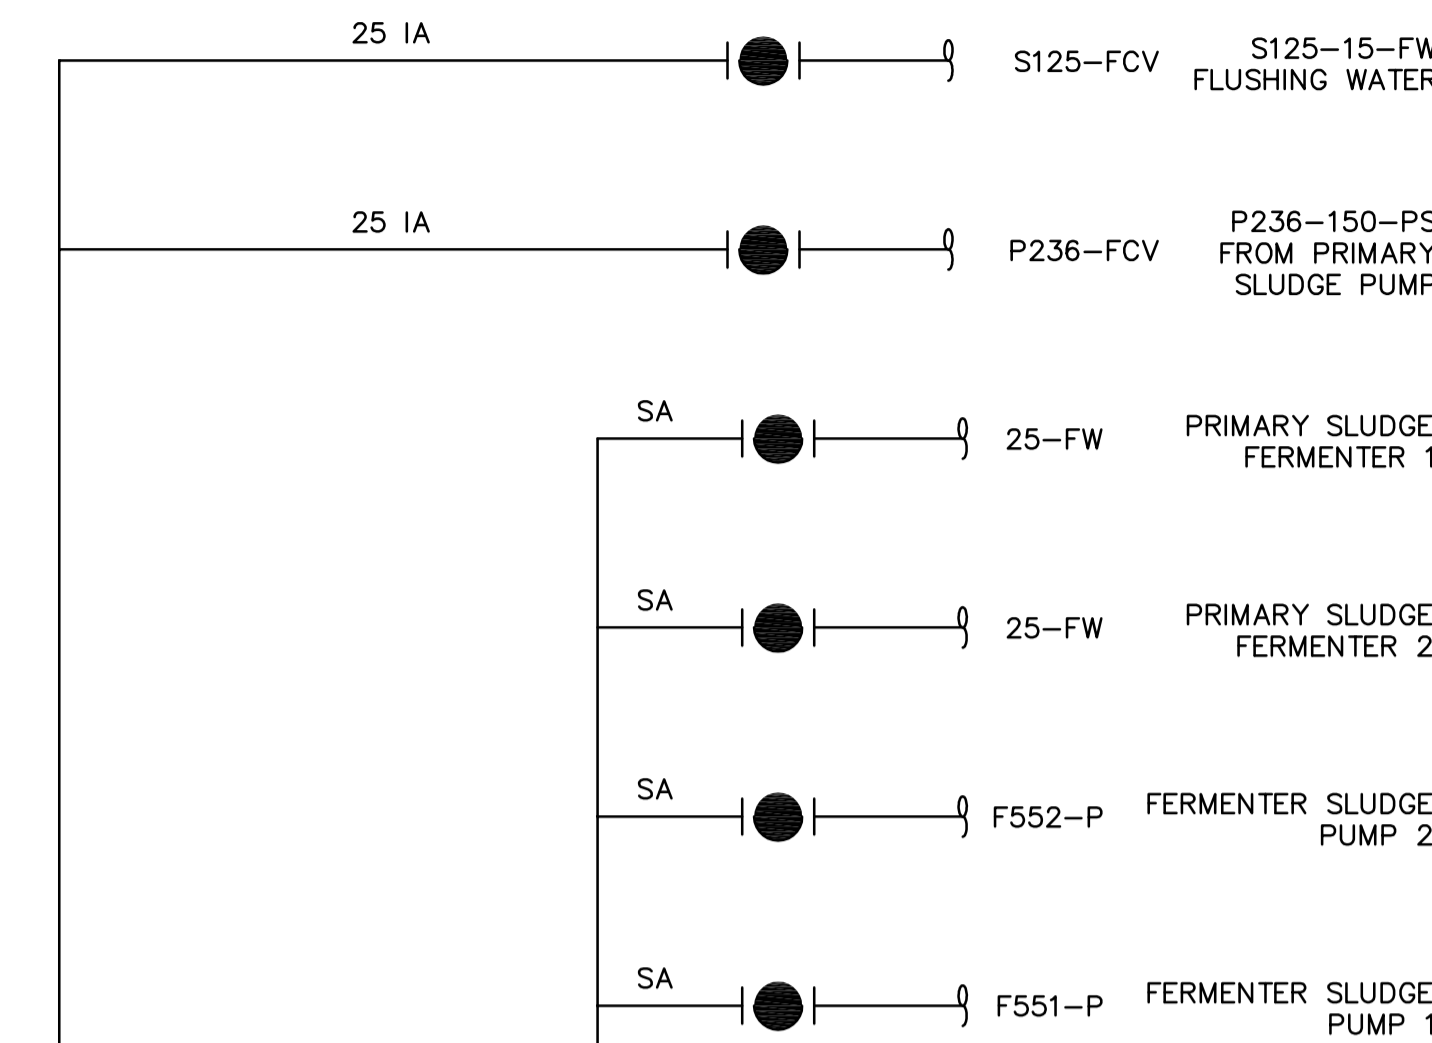 25 IA
S125-FCV
S125-15-FW
FLUSHING WATER
25 IA
P236-FCV
P236-150-PS
FROM PRIMARY
SLUDGE PUMP
SA
25-FW
PRIMARY SLUDGE
FERMENTER 1
SA
25-FW
PRIMARY SLUDGE
FERMENTER 2
SA
F552-P
FERMENTER SLUDGE
PUMP 2
SA
F551-P
FERMENTER SLUDGE
PUMP 1